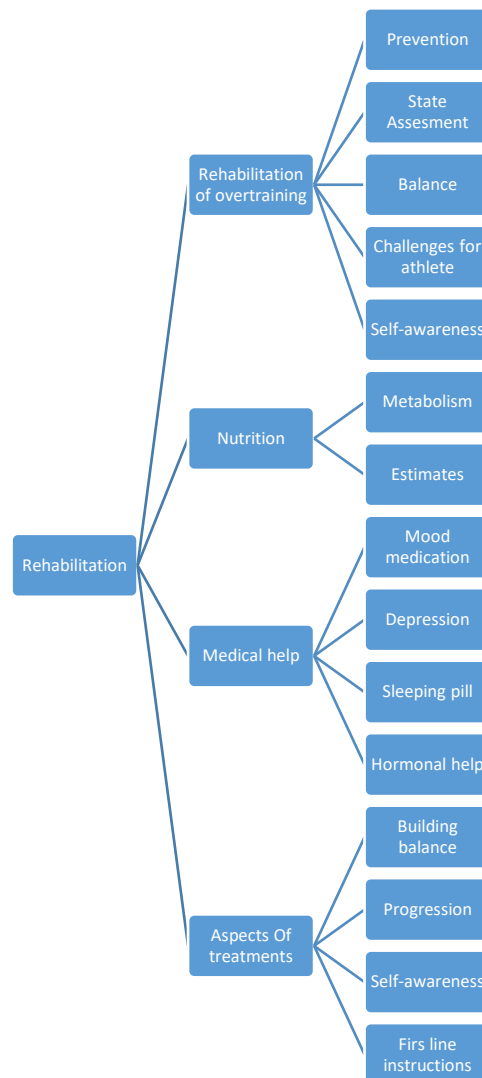 Prevention
State
Assesment
Rehabilitation
of overtraining
Balance
Challenges for
athlete
Self-awareness
Metabolism
Nutrition
Estimates
Rehabilitation
Mood
medication
Depression
Medical help
Sleeping pill
Hormonal help
Building
balance
Progression
Aspects Of
treatments
Self-awareness
Firs line
instructions